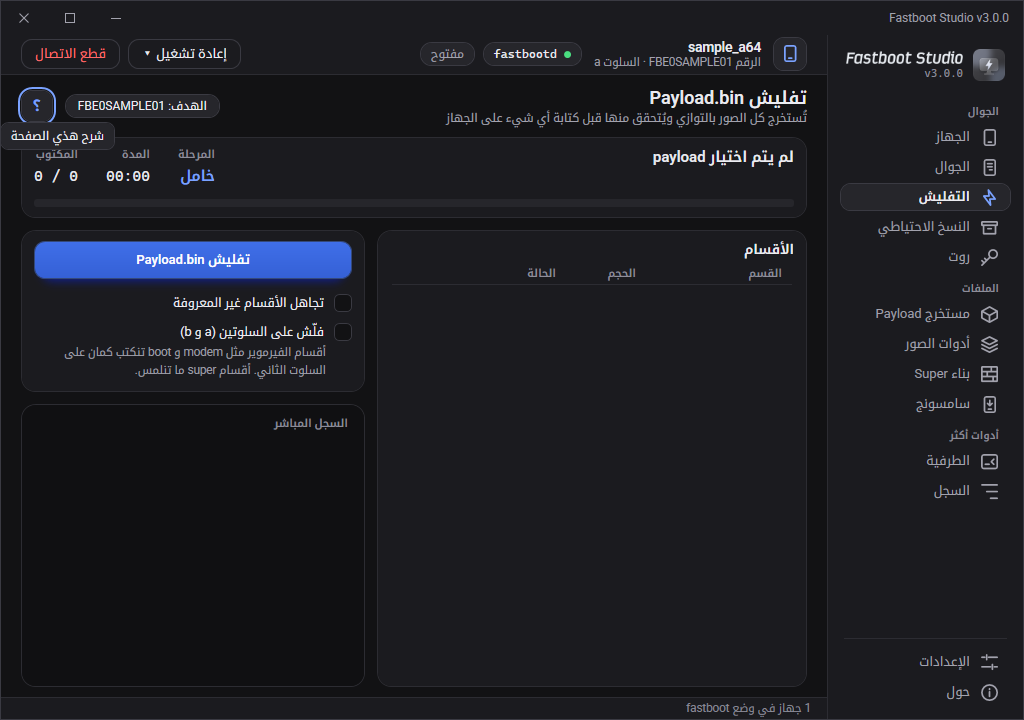 Fastboot Studio v3.0.0
Fastboot Studio
v3.0.0
الجوال
الجهاز
الجوال
التفليش
النسخ الاحتياطي
روت
الملفات
مستخرج Payload
أدوات الصور
بناء Super
سامسونج
أدوات أكثر
الطرفية
السجل
الإعدادات
حول
sample_a64
الرقم FBE0SAMPLE01 · السلوت a
fastbootd
مفتوح
إعادة تشغيل
قطع الاتصال
تفليش Payload.bin
تُستخرج كل الصور بالتوازي ويُتحقق منها قبل كتابة أي شيء على الجهاز
الهدف: FBE0SAMPLE01
؟
شرح هذي الصفحة
لم يتم اختيار payload
المرحلة المدة المكتوب
خامل 00:00 0 / 0
الأقسام
القسم الحجم الحالة
تفليش Payload.bin
تجاهل الأقسام غير المعروفة
فلّش على السلوتين (a و b)
أقسام الفيرموير مثل modem و boot تنكتب كمان على
السلوت الثاني. أقسام super ما تنلمس.
السجل المباشر
1 جهاز في وضع fastboot